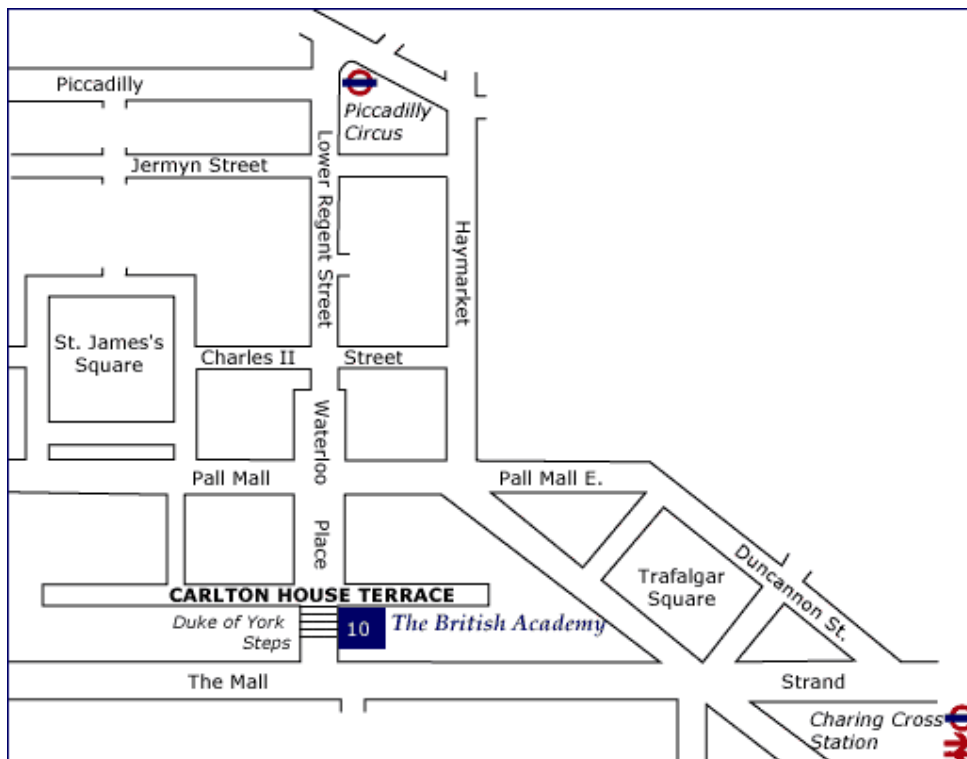 Piccadilly
Piccadilly
Circus
Lower Regent Street
Jermyn Street
Haymarket
St. James's
Square
Charles II
Street
Waterloo
Place
Pall Mall
Pall Mall E.
Duncannon St.
Trafalgar
Square
CARLTON HOUSE TERRACE
Duke of York
Steps
10
The British Academy
The Mall
Strand
Charing Cross
Station